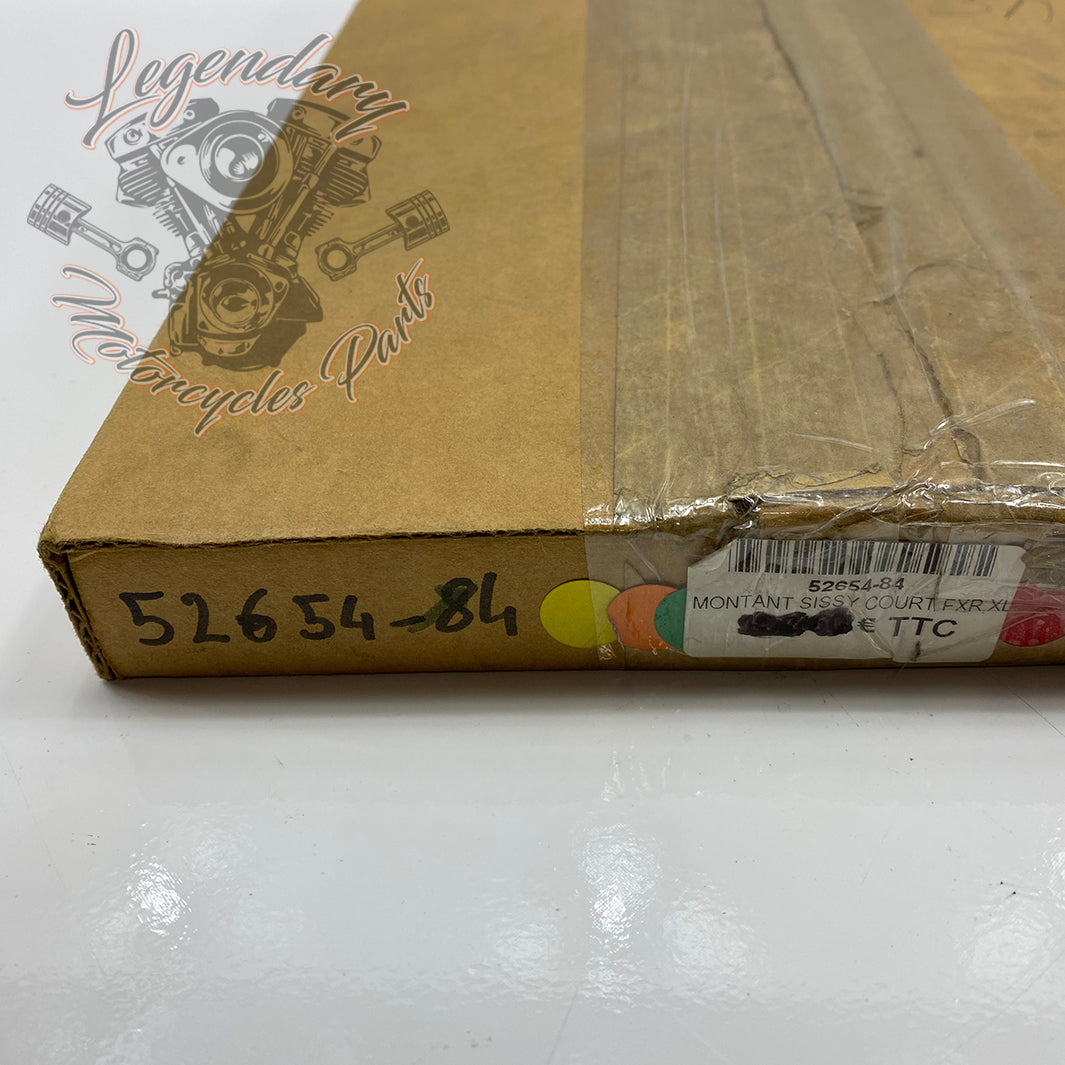 Legendary
Motorcycles Parts
52654-84
52654-84
MONTANT SISSY COURT FXR XL
€ TTC